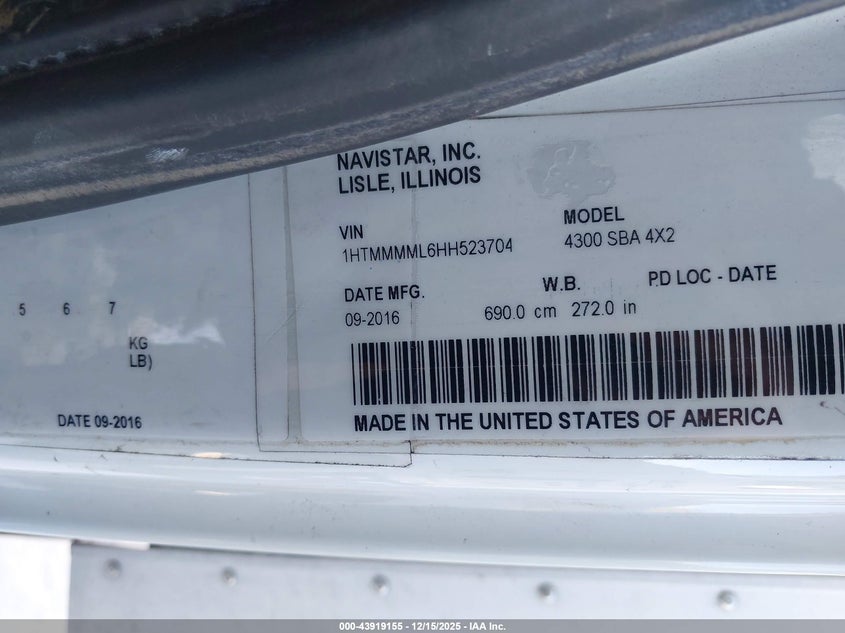 NAVISTAR, INC.
LISLE, ILLINOIS
VIN
MODEL
1HTMMMML6HH523704
4300 SBA 4X2
DATE MFG.
W.B.
P.D LOC - DATE
09-2016
690.0 cm 272.0 in
MADE IN THE UNITED STATES OF AMERICA
5 6 7
KG
LB)
DATE 09-2016
000-43919155 - 12/15/2025 - IAA Inc.